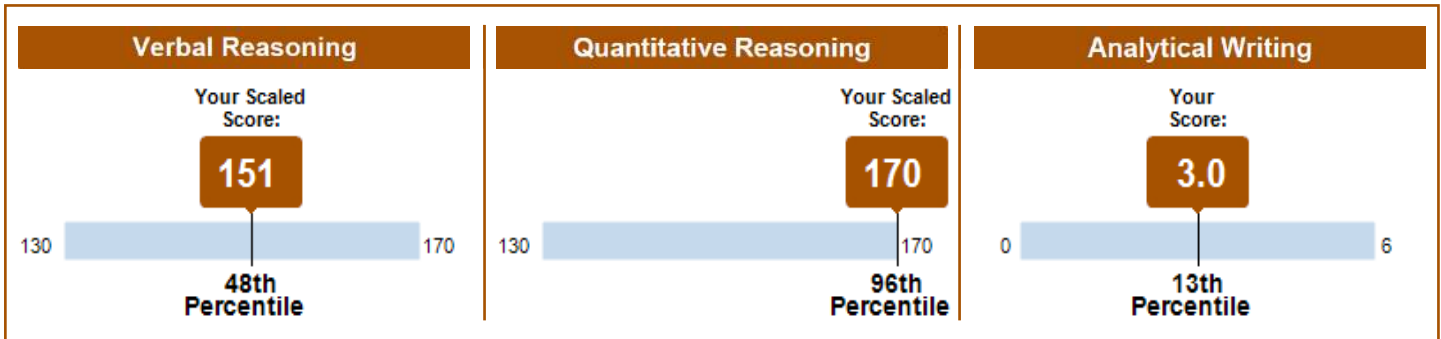 Verbal Reasoning
Your Scaled
Score:
151
130
170
48th
Percentile
Quantitative Reasoning
Your Scaled
Score:
170
130
170
96th
Percentile
Analytical Writing
Your
Score:
3.0
0
6
13th
Percentile